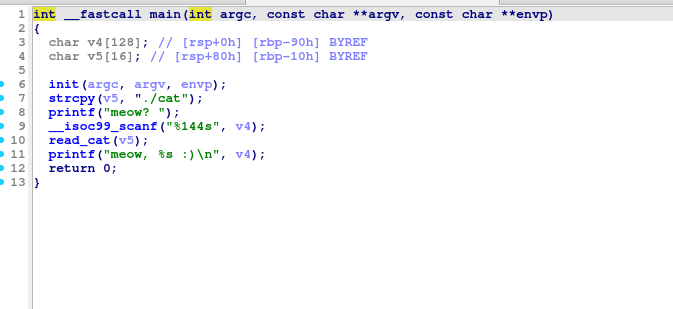 1 int __fastcall main(int argc, const char **argv, const char **envp)
2 {
3   char v4[128]; // [rsp+0h] [rbp-90h] BYREF
4   char v5[16]; // [rsp+80h] [rbp-10h] BYREF
5
6   init(argc, argv, envp);
7   strcpy(v5, "./cat");
8   printf("meow? ");
9   __isoc99_scanf("%144s", v4);
10   read_cat(v5);
11   printf("meow, %s :)\n", v4);
12   return 0;
13 }